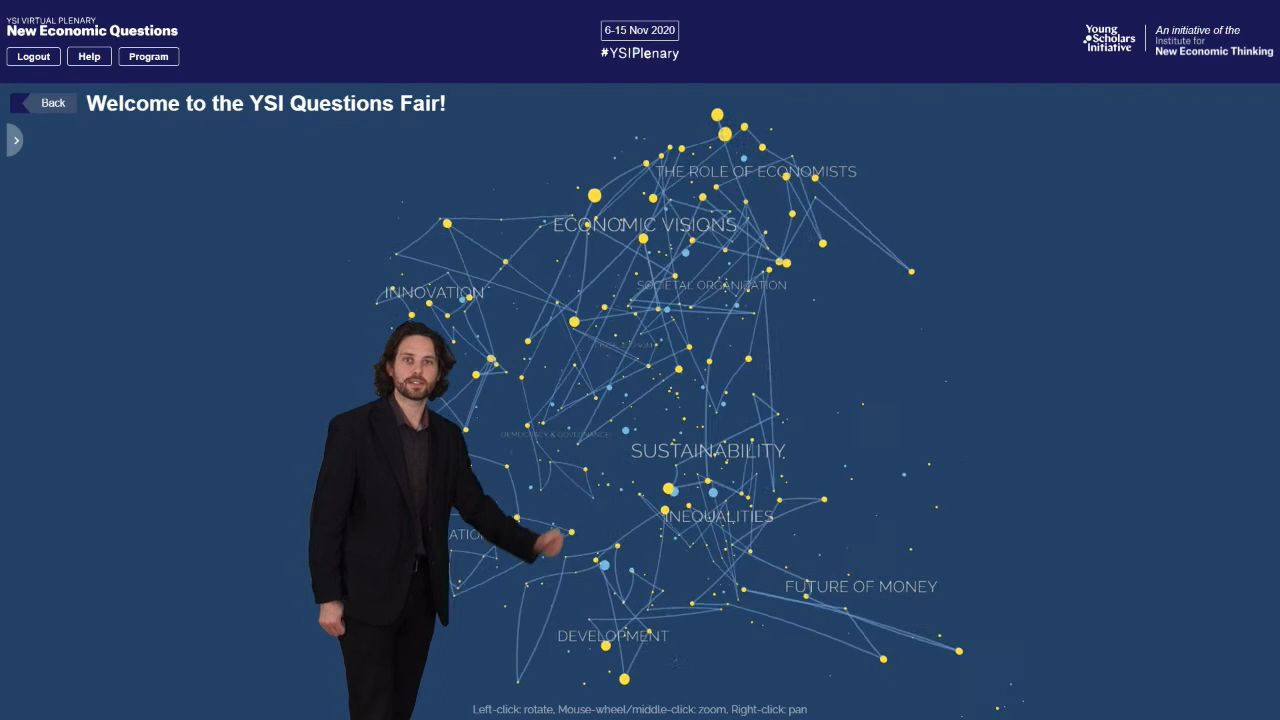 YSI VIRTUAL PLENARY
New Economic Questions
Logout
Help
Program
6-15 Nov 2020
#YSIPlenary
Young
Scholars
Initiative
An initiative of the
Institute for
New Economic Thinking
Back
Welcome to the YSI Questions Fair!
THE ROLE OF ECONOMISTS
ECONOMIC VISIONS
SOCIETAL ORGANIZATION
INNOVATION
DEMOCRACY & GOVERNANCE
SUSTAINABILITY
INEQUALITIES
FUTURE OF MONEY
DEVELOPMENT
Left-click: rotate, Mouse-wheel/middle-click: zoom, Right-click: pan